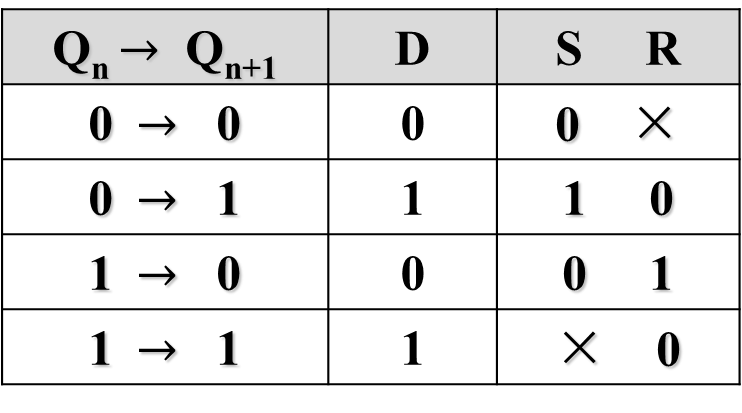 Qn → Qn+1 D S R
0 → 0 0 0 ×
0 → 1 1 1 0
1 → 0 0 0 1
1 → 1 1 × 0